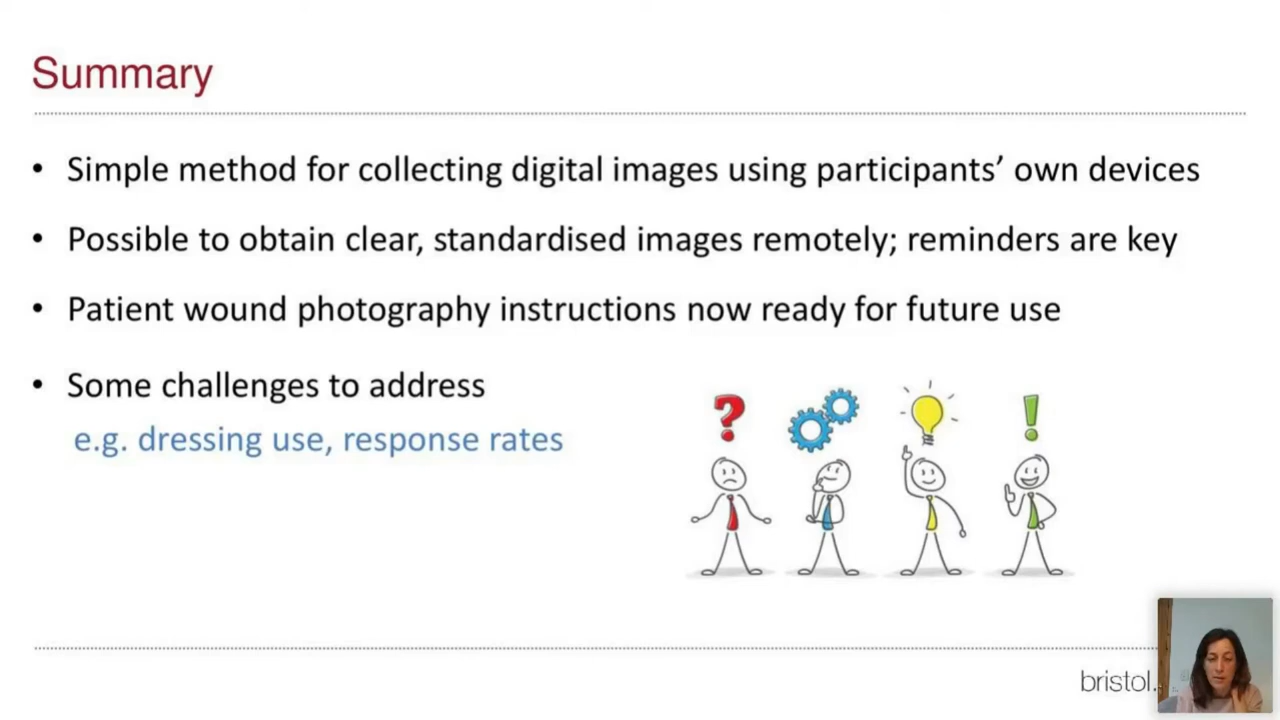 Summary
• Simple method for collecting digital images using participants’ own devices
• Possible to obtain clear, standardised images remotely; reminders are key
• Patient wound photography instructions now ready for future use
• Some challenges to address
e.g. dressing use, response rates
? !
bristol.